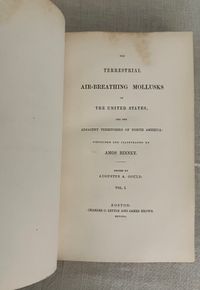 THE
TERRESTRIAL
AIR-BREATHING MOLLUSKS
OF
THE UNITED STATES,
AND THE
ADJACENT TERRITORIES OF NORTH AMERICA:
DESCRIBED AND ILLUSTRATED BY
AMOS BINNEY.
EDITED BY
AUGUSTUS A. GOULD.
VOL. I.
BOSTON:
CHARLES C. LITTLE AND JAMES BROWN.